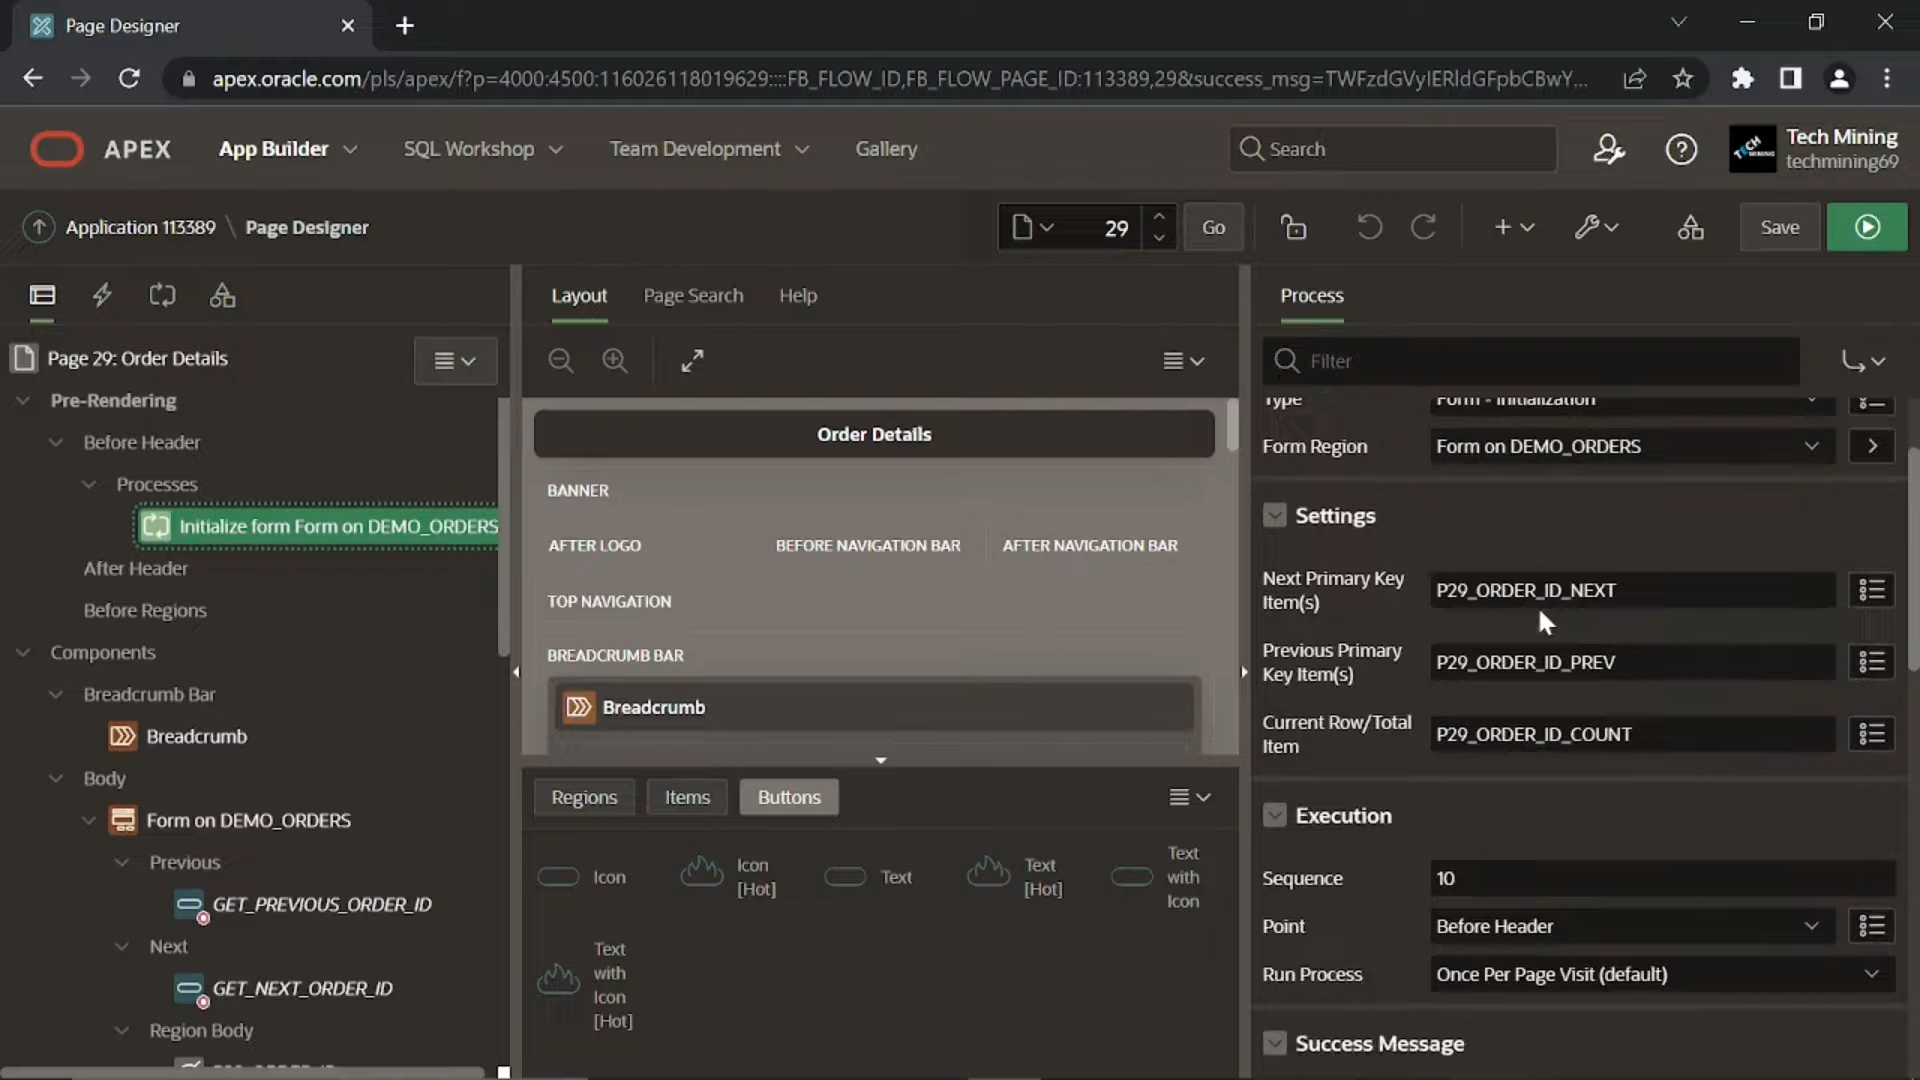 Page Designer
apex.oracle.com/pls/apex/f?p=4000:4500:116026118019629::::FB_FLOW_ID,FB_FLOW_PAGE_ID:113389,29&success_msg=TWFzdGVyIERldGFpbCBwY...
APEX App Builder SQL Workshop Team Development Gallery Search Tech Mining
techmining69
Application 113389 \ Page Designer 29 Go Save
Layout Page Search Help
Process
Page 29: Order Details
Filter
Pre-Rendering
Before Header
Processes
Initialize form Form on DEMO_ORDERS
After Header
Before Regions
Components
Breadcrumb Bar
Breadcrumb
Body
Form on DEMO_ORDERS
Previous
GET_PREVIOUS_ORDER_ID
Next
GET_NEXT_ORDER_ID
Region Body
Order Details
BANNER
AFTER LOGO BEFORE NAVIGATION BAR AFTER NAVIGATION BAR
TOP NAVIGATION
BREADCRUMB BAR
Breadcrumb
Regions Items Buttons
Icon
Icon
[Hot]
Text
Text
[Hot]
Text
with
Icon
Text
with
Icon
[Hot]
Type Form - Initialization
Form Region Form on DEMO_ORDERS
Settings
Next Primary Key
Item(s)
P29_ORDER_ID_NEXT
Previous Primary
Key Item(s)
P29_ORDER_ID_PREV
Current Row/Total
Item
P29_ORDER_ID_COUNT
Execution
Sequence 10
Point Before Header
Run Process Once Per Page Visit (default)
Success Message